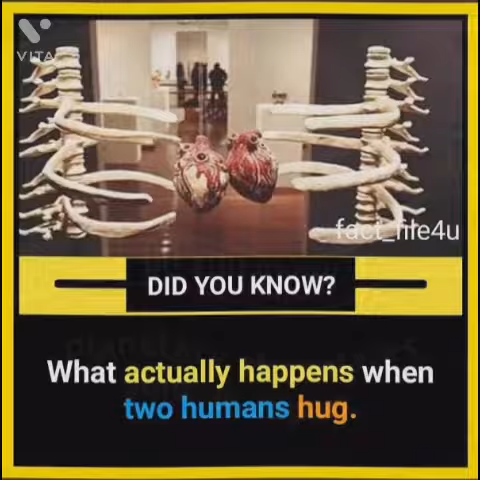 VITA
fact_file4u
DID YOU KNOW?
What actually happens when
two humans hug.